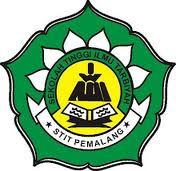 SEKOLAH TINGGI ILMU TARBIYAH
STIT PEMALANG